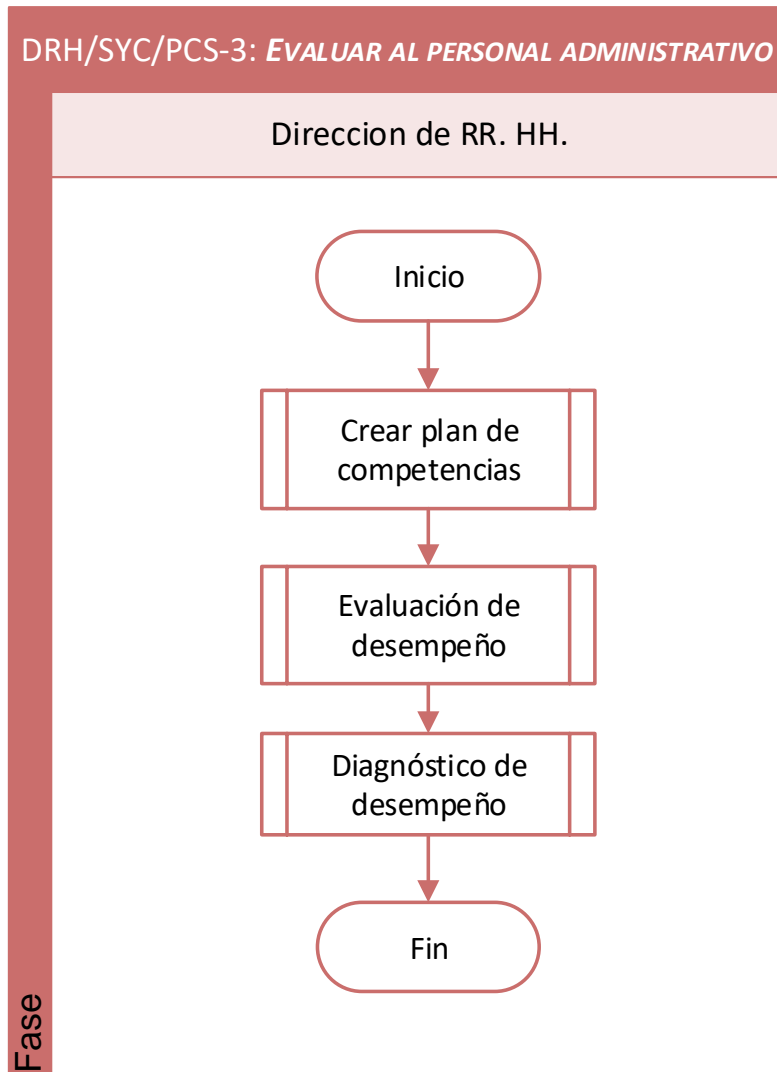 DRH/SYC/PCS-3: EVALUAR AL PERSONAL ADMINISTRATIVO
Direccion de RR. HH.
Inicio
Crear plan de
competencias
Evaluación de
desempeño
Diagnóstico de
desempeño
Fin
Fase